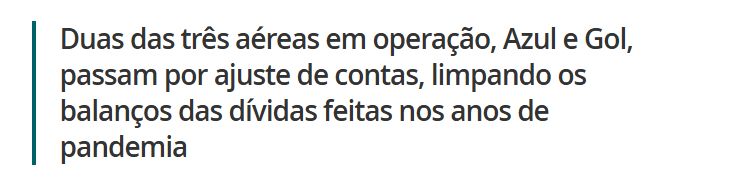 Duas das três aéreas em operação, Azul e Gol,
passam por ajuste de contas, limpando os
balanços das dívidas feitas nos anos de
pandemia